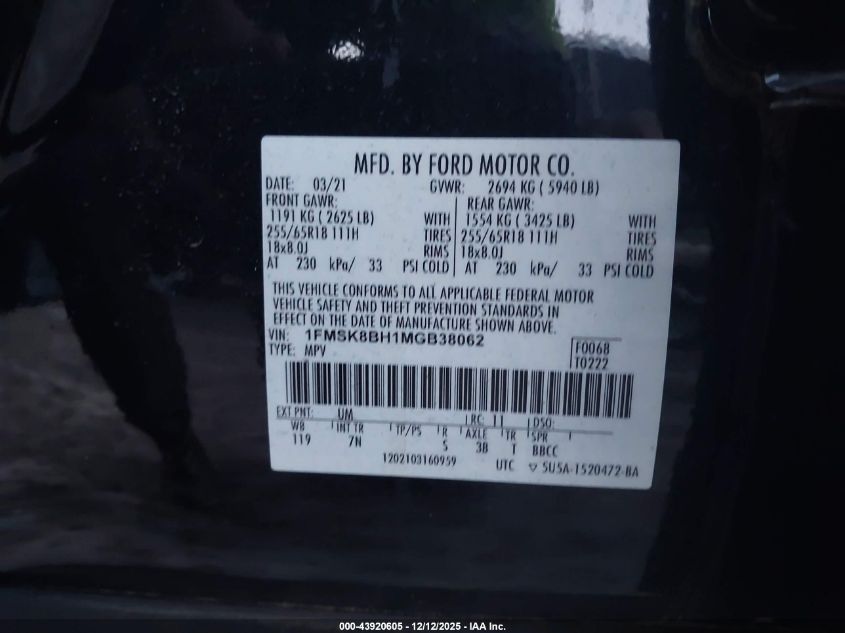 MFD. BY FORD MOTOR CO.
DATE: 03/21 GVWR: 2694 KG ( 5940 LB)
FRONT GAWR: REAR GAWR:
1191 KG ( 2625 LB) WITH 1554 KG ( 3425 LB) WITH
255/65R18 111H TIRES 255/65R18 111H TIRES
18x8.0J RIMS 18x8.0J RIMS
AT 230 kPa/ 33 PSI COLD AT 230 kPa/ 33 PSI COLD
THIS VEHICLE CONFORMS TO ALL APPLICABLE FEDERAL MOTOR
VEHICLE SAFETY AND THEFT PREVENTION STANDARDS IN
EFFECT ON THE DATE OF MANUFACTURE SHOWN ABOVE.
VIN: 1FMSK8BH1MGB38062
TYPE: MPV
F0068
T0222
EXT PNT: UM RC: 11 DSO:
WB INT TR TP/PS R AXLE TR SPR
119 7N S 3B T BBCC
1202103160959 UTC ▽ 5U5A-1520472-BA
000-43920605 - 12/12/2025 - IAA Inc.